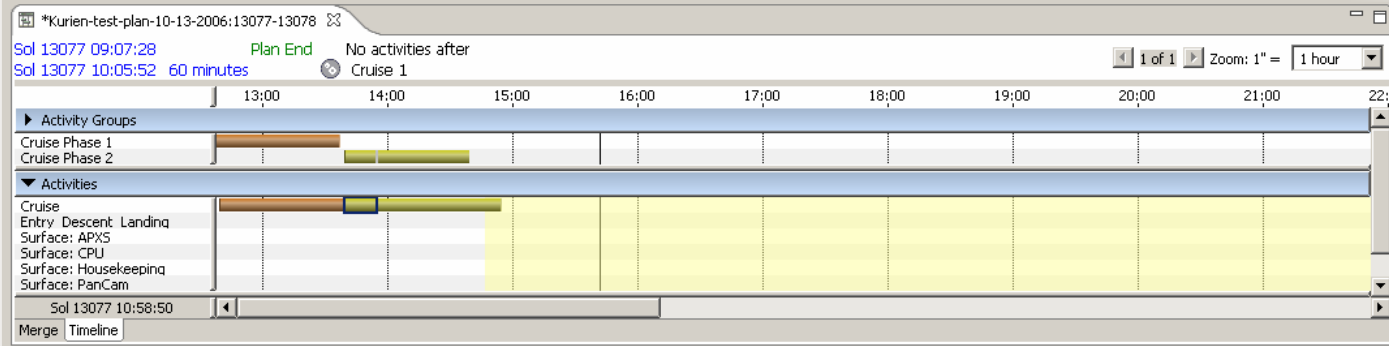 *Kurien-test-plan-10-13-2006:13077-13078
Sol 13077 09:07:28 Plan End No activities after
Sol 13077 10:05:52 60 minutes Cruise 1
1 of 1 Zoom: 1" = 1 hour
13:00 14:00 15:00 16:00 17:00 18:00 19:00 20:00 21:00 22:
Activity Groups
Cruise Phase 1
Cruise Phase 2
Activities
Cruise
Entry Descent Landing
Surface: APXS
Surface: CPU
Surface: Housekeeping
Surface: PanCam
Sol 13077 10:58:50
Merge Timeline